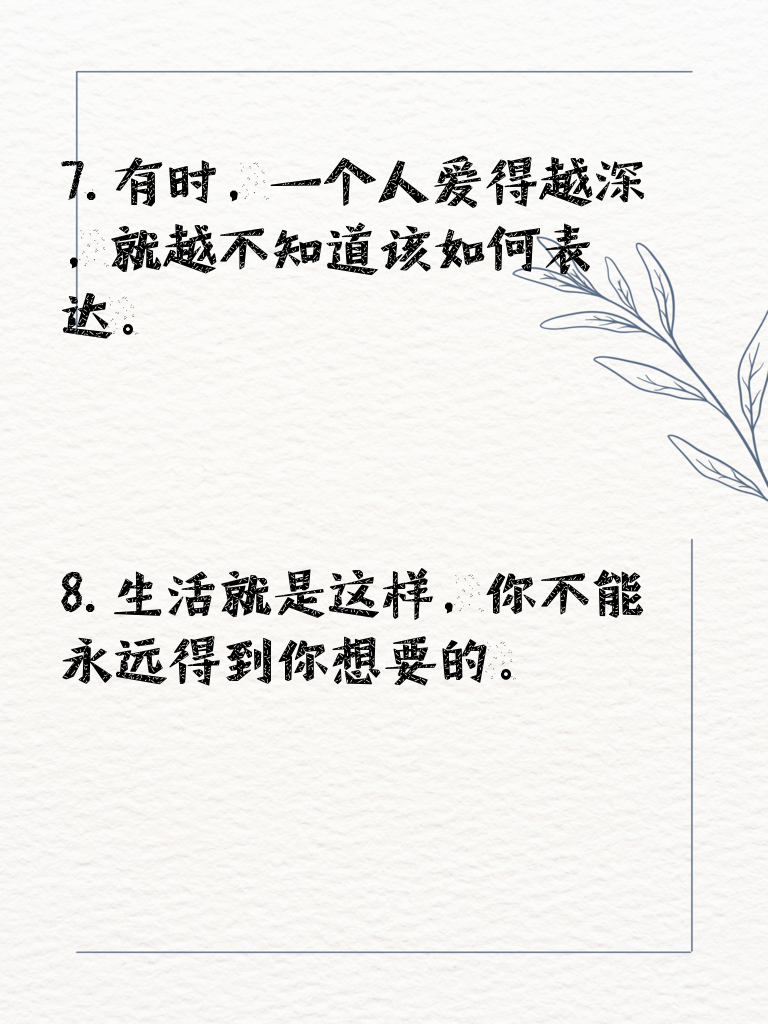 7. 有时，一个人爱得越深
，就越不知道该如何表
达。
8. 生活就是这样，你不能
永远得到你想要的。